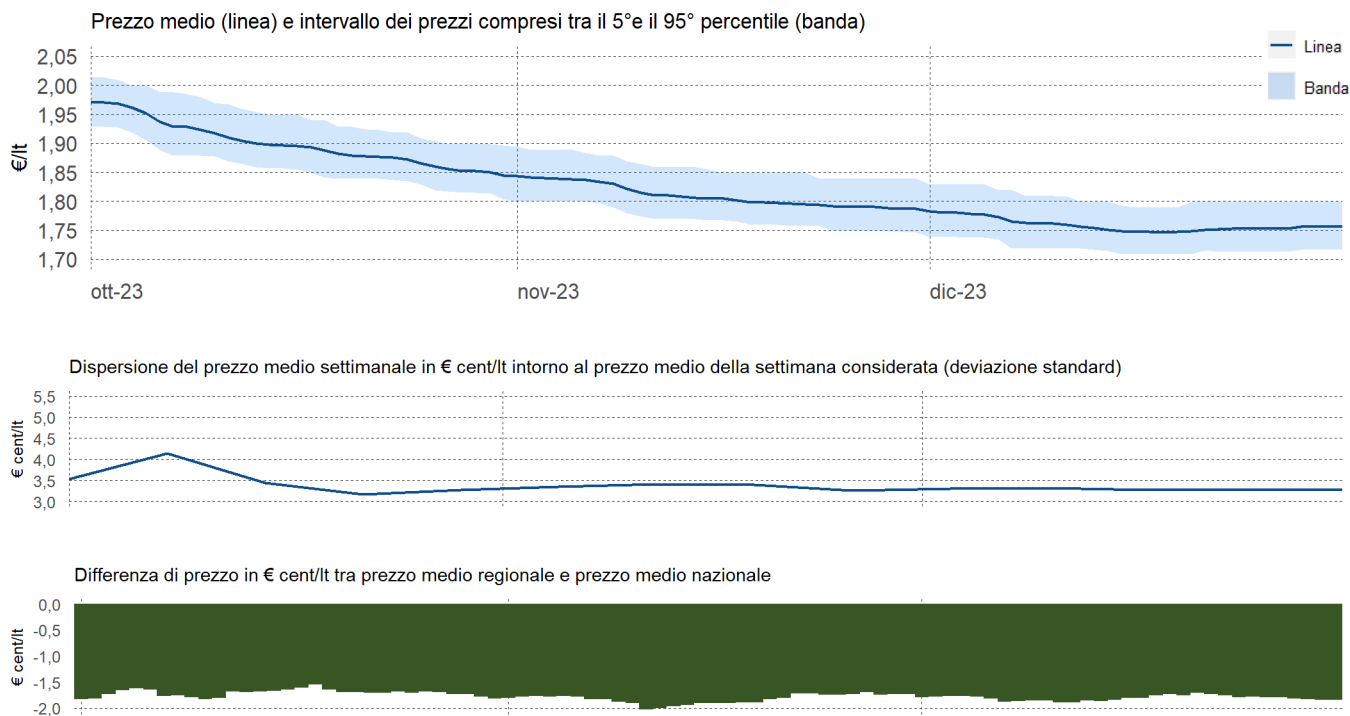 Prezzo medio (linea) e intervallo dei prezzi compresi tra il 5°e il 95° percentile (banda)
Linea
Banda
€/lt
2,05
2,00
1,95
1,90
1,85
1,80
1,75
1,70
ott-23 nov-23 dic-23
Dispersione del prezzo medio settimanale in € cent/lt intorno al prezzo medio della settimana considerata (deviazione standard)
€ cent/lt
5,5
5,0
4,5
4,0
3,5
3,0
Differenza di prezzo in € cent/lt tra prezzo medio regionale e prezzo medio nazionale
€ cent/lt
0,0
-0,5
-1,0
-1,5
-2,0